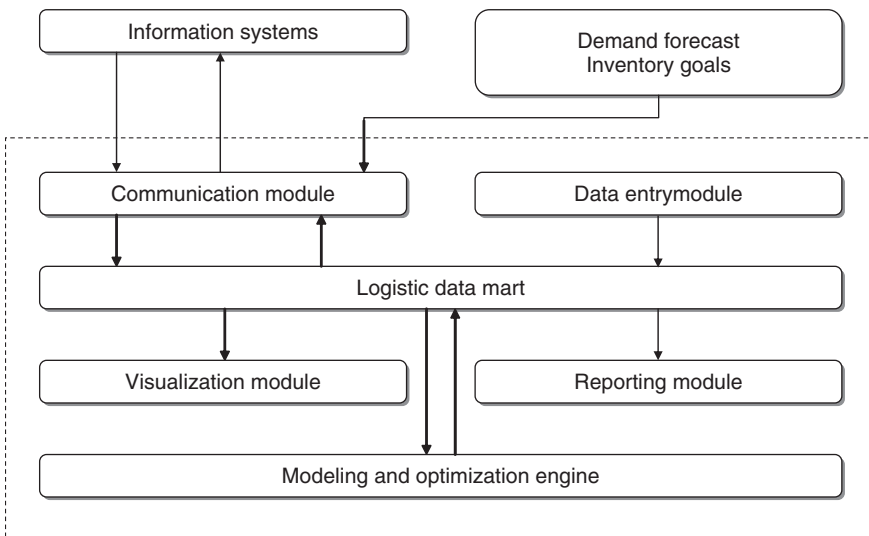 Information systems
Demand forecast
Inventory goals
Communication module
Data entrymodule
Logistic data mart
Visualization module
Reporting module
Modeling and optimization engine